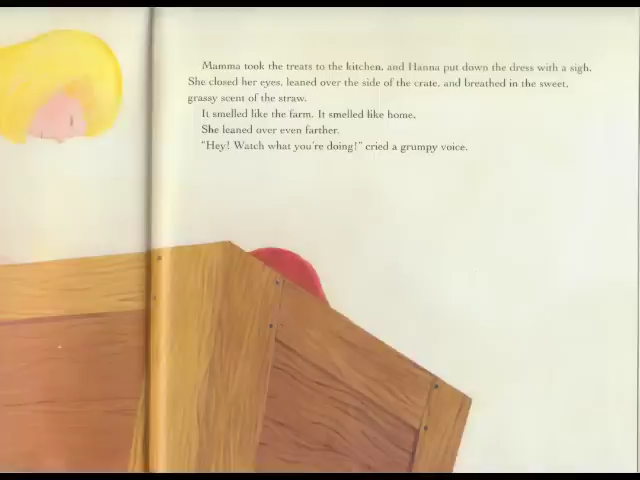 Mamma took the treats to the kitchen, and Hanna put down the dress with a sigh.
She closed her eyes, leaned over the side of the crate, and breathed in the sweet,
grassy scent of the straw.
It smelled like the farm. It smelled like home.
She leaned over even farther.
"Hey! Watch what you're doing!" cried a grumpy voice.